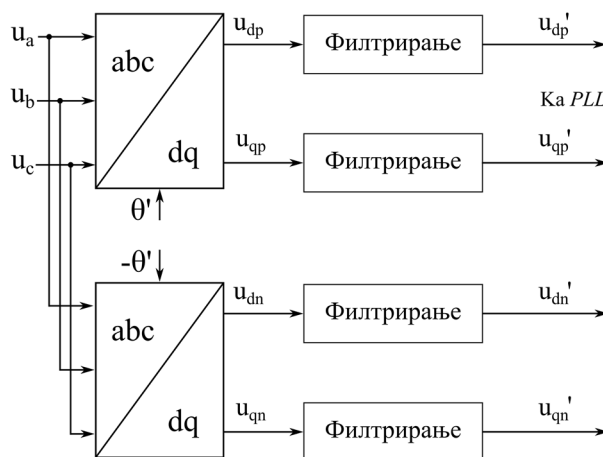 u_a
u_b
u_c
abc
dq
θ'
u_dp
Филтрирање
u_dp'
Ка PLL
u_qp
Филтрирање
u_qp'
-θ'
abc
dq
u_dn
Филтрирање
u_dn'
u_qn
Филтрирање
u_qn'